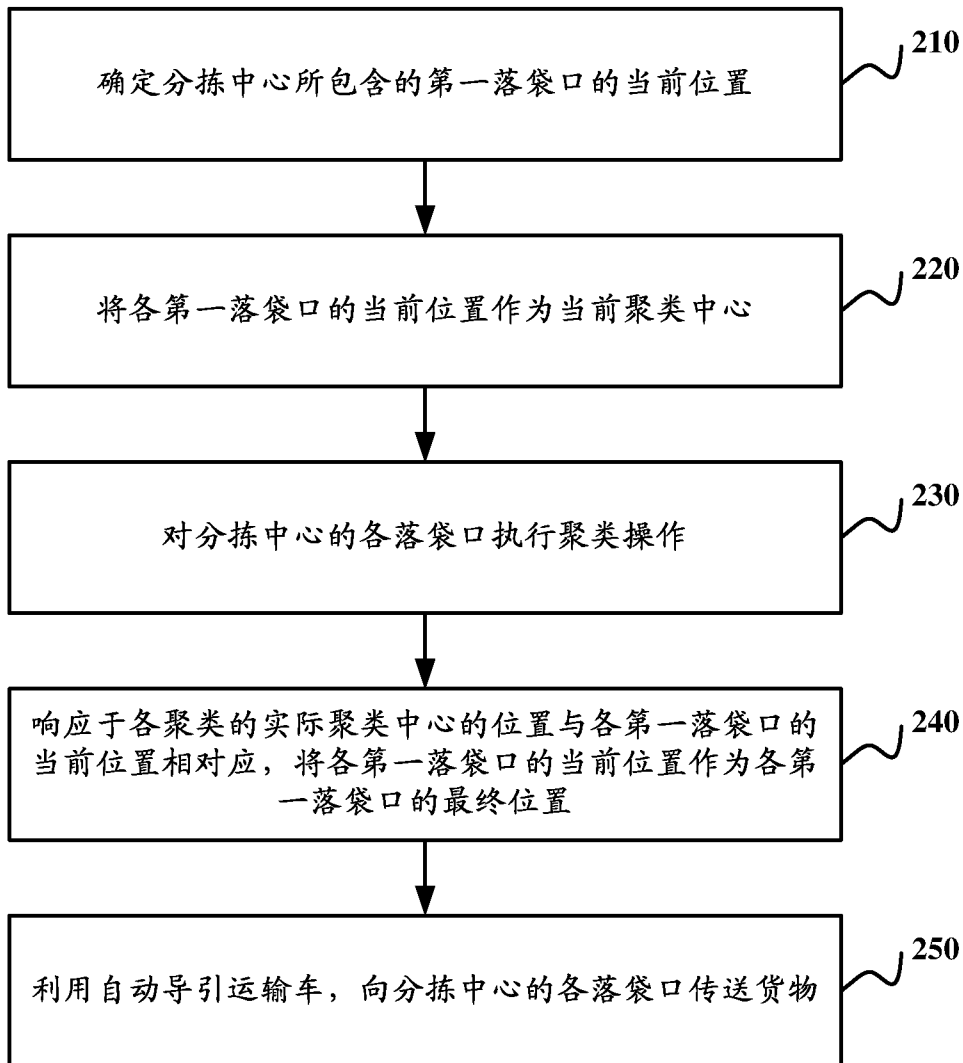 确定分拣中心所包含的第一落袋口的当前位置
210
将各第一落袋口的当前位置作为当前聚类中心
220
对分拣中心的各落袋口执行聚类操作
230
响应于各聚类的实际聚类中心的位置与各第一落袋口的
当前位置相对应，将各第一落袋口的当前位置作为各第
一落袋口的最终位置
240
利用自动导引运输车，向分拣中心的各落袋口传送货物
250